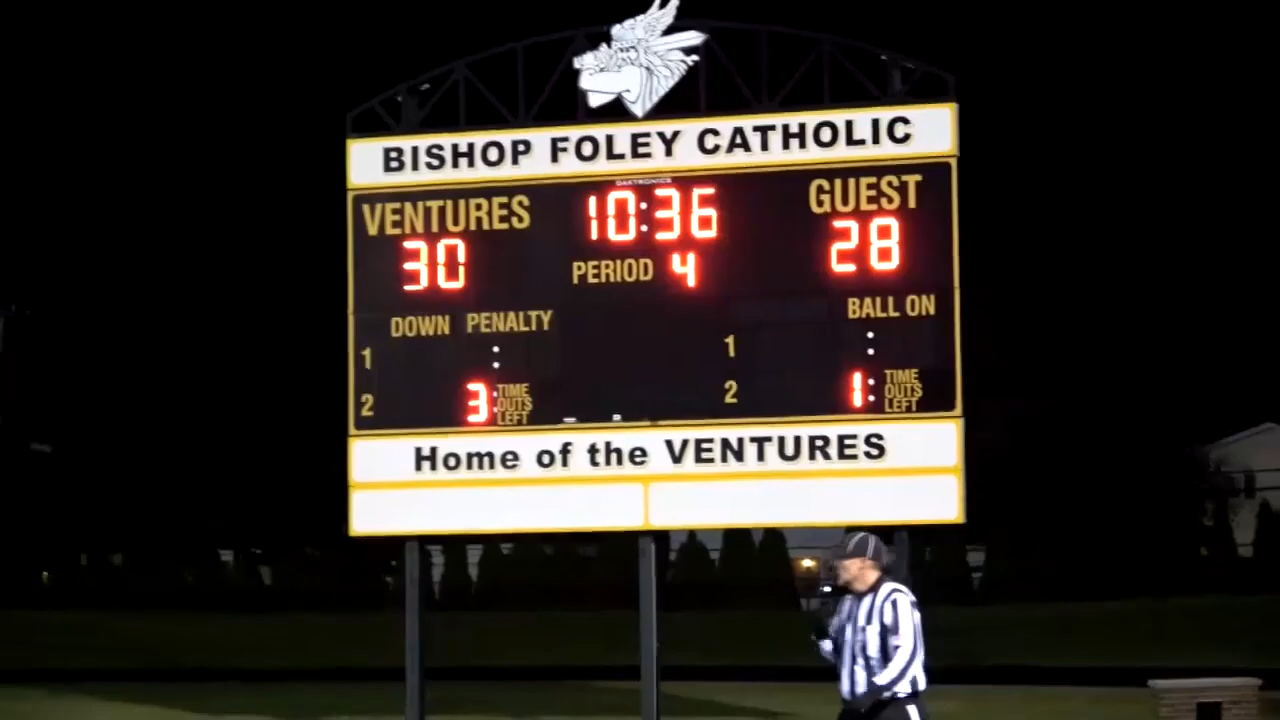 BISHOP FOLEY CATHOLIC
DAKTRONICS
VENTURES 10:36 GUEST
30 PERIOD 4 28
DOWN PENALTY BALL ON
1 : 1 :
2 3: TIME OUTS LEFT 2 1: TIME OUTS LEFT
Home of the VENTURES